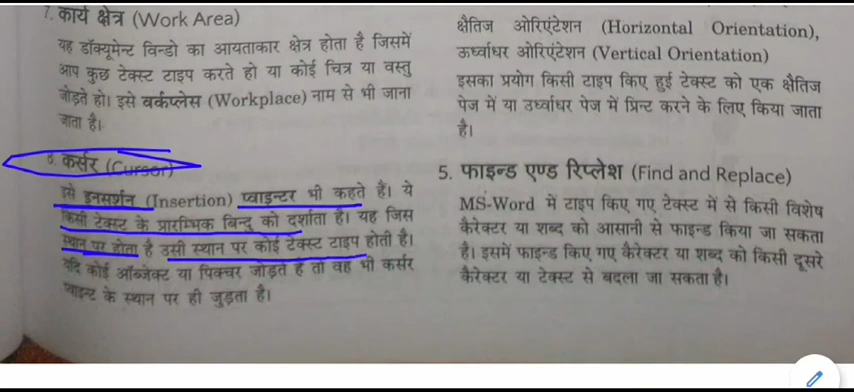 7. कार्य क्षेत्र (Work Area)
यह डॉक्यूमेन्ट विन्डो का आयताकार क्षेत्र होता है जिसमें
आप कुछ टेक्स्ट टाइप करते हो या कोई चित्र या वस्तु
जोड़ते हो। इसे वर्कप्लेस (Workplace) नाम से भी जाना
जाता है।
8. कर्सर (Cursor)
इसे इनसर्शन (Insertion) प्वाइन्टर भी कहते हैं। ये
किसी टेक्स्ट के प्रारम्भिक बिन्दु को दर्शाता है। यह जिस
स्थान पर होता है उसी स्थान पर कोई टेक्स्ट टाइप होती है।
यदि कोई ऑब्जेक्ट या पिक्चर जोड़ते हैं तो वह भी कर्सर
प्वाइन्ट के स्थान पर ही जुड़ता है।
क्षैतिज ओरिएंटेशन (Horizontal Orientation),
ऊर्ध्वाधर ओरिएंटेशन (Vertical Orientation)
इसका प्रयोग किसी टाइप किए हुई टेक्स्ट को एक क्षैतिज
पेज में या उर्ध्वाधर पेज में प्रिन्ट करने के लिए किया जाता
है।
5. फाइन्ड एण्ड रिप्लेश (Find and Replace)
MS-Word में टाइप किए गए टेक्स्ट में से किसी विशेष
कैरेक्टर या शब्द को आसानी से फाइन्ड किया जा सकता
है। इसमें फाइन्ड किए गए कैरेक्टर या शब्द को किसी दूसरे
कैरेक्टर या टेक्स्ट से बदला जा सकता है।